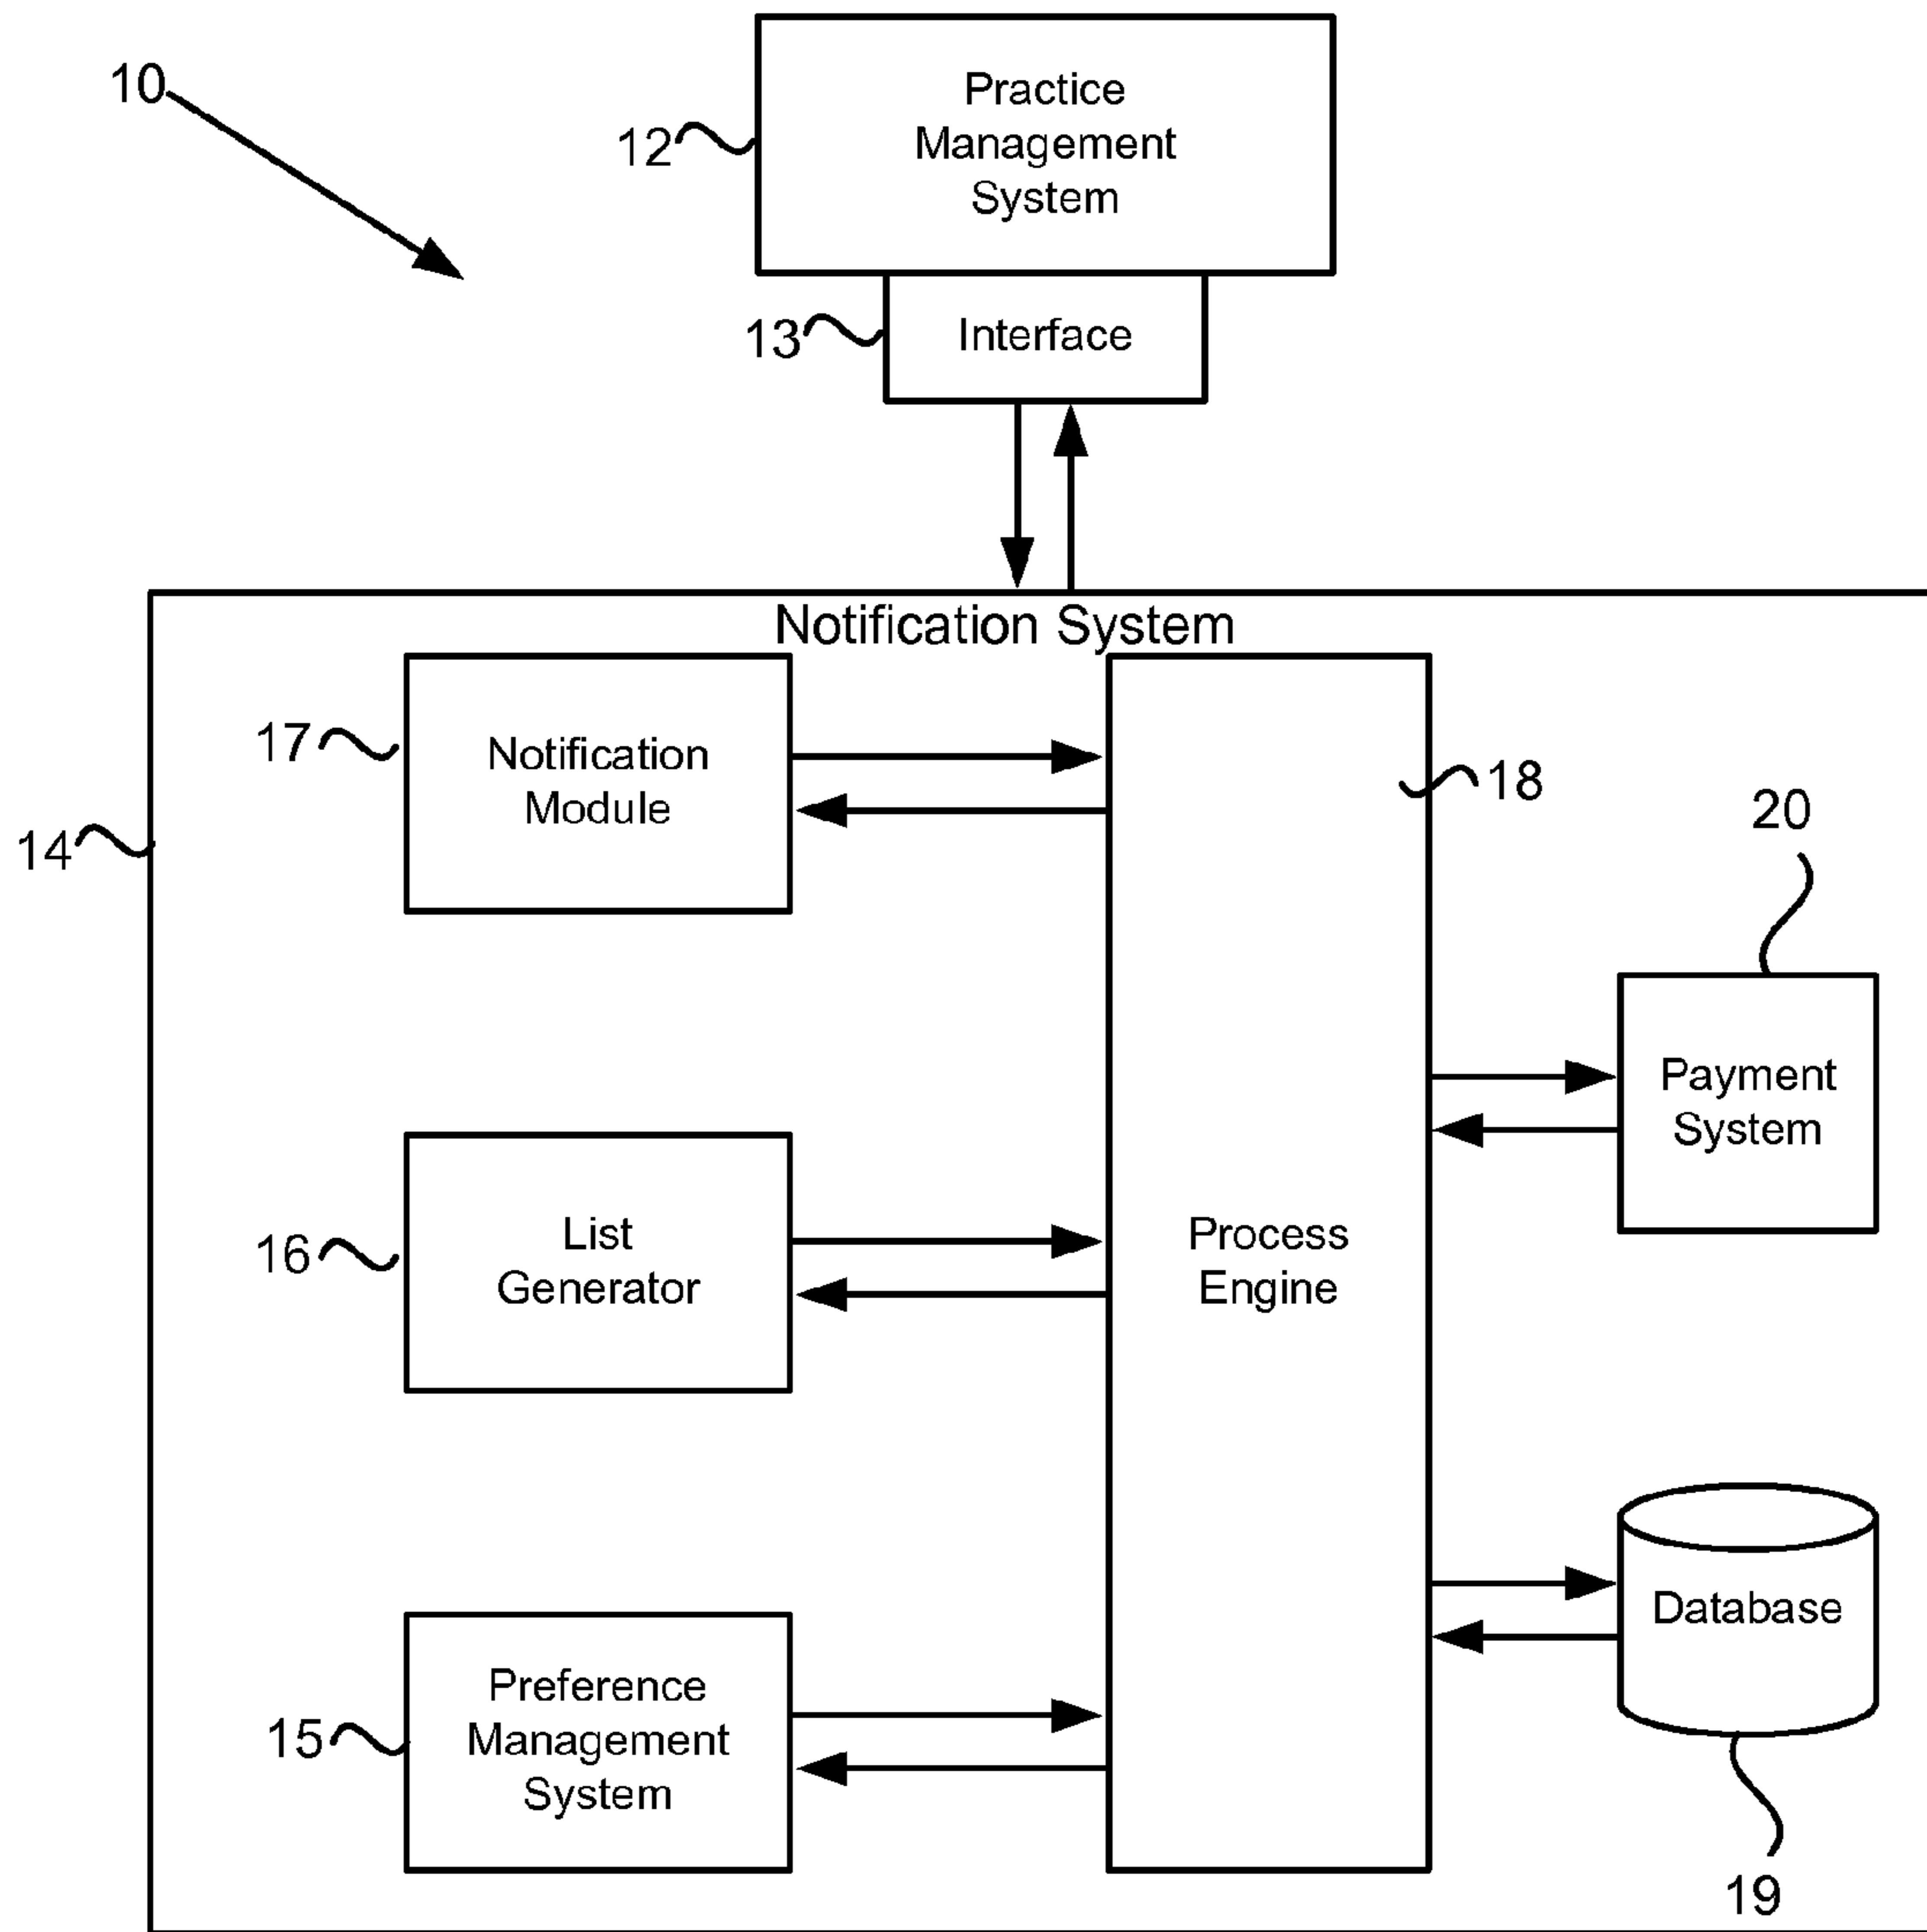 10
12
Practice
Management
System
13
Interface
Notification System
17
Notification
Module
18
14
20
Payment
System
16
List
Generator
Process
Engine
Database
15
Preference
Management
System
19